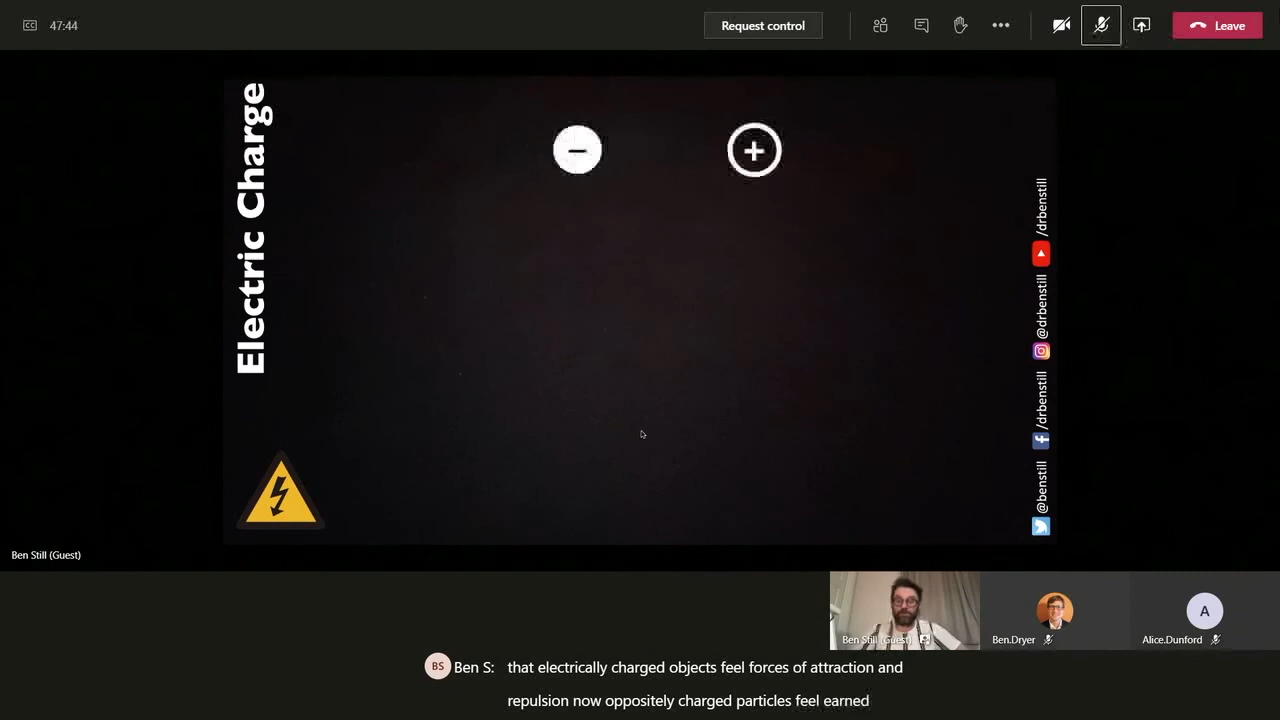 47:44
Request control
Leave
Electric Charge
−
+
/drbenstill
@drbenstill
/drbenstill
@benstill
Ben Still (Guest)
Ben Still (Guest)
Ben.Dryer
A
Alice.Dunford
BS Ben S: that electrically charged objects feel forces of attraction and
repulsion now oppositely charged particles feel earned